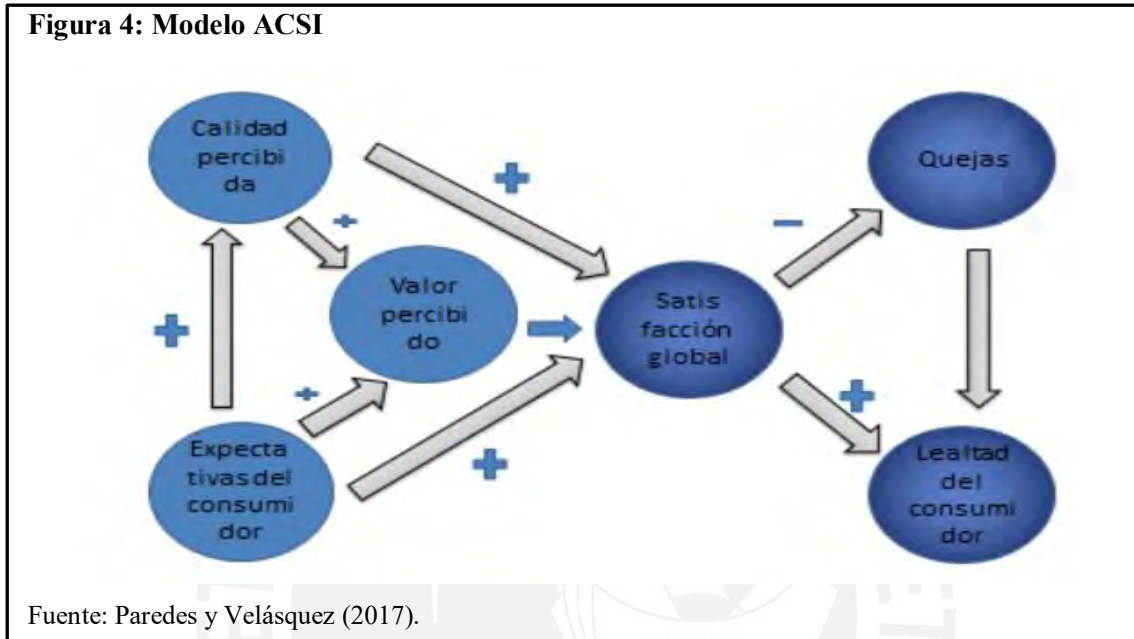 Figura 4: Modelo ACSI
Calidad
percibi
da
Quejas
+
+
–
Valor
percibi
do
Satis
facción
global
+
+
+
+
Expecta
tivas del
consumi
dor
Lealtad
del
consumi
dor
Fuente: Paredes y Velásquez (2017).